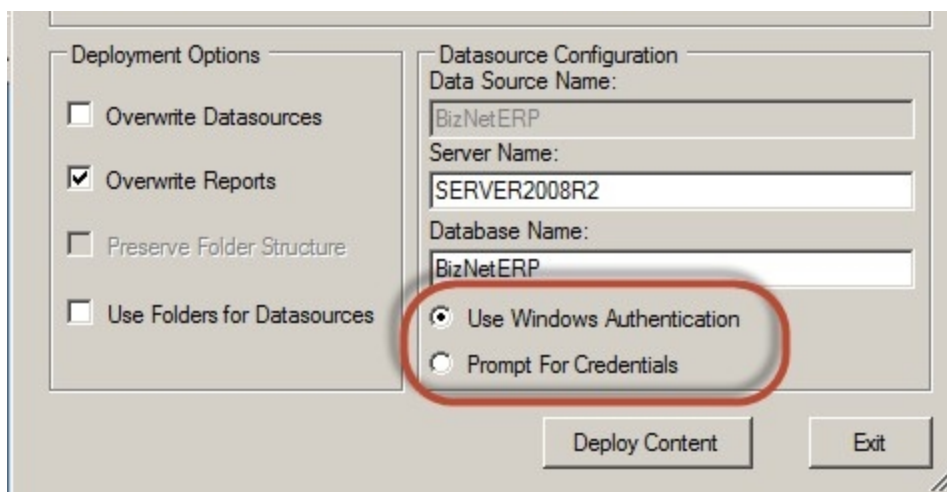 Deployment Options
Overwrite Datasources
Overwrite Reports
Preserve Folder Structure
Use Folders for Datasources
Datasource Configuration
Data Source Name:
BizNetERP
Server Name:
SERVER2008R2
Database Name:
BizNetERP
Use Windows Authentication
Prompt For Credentials
Deploy Content
Exit